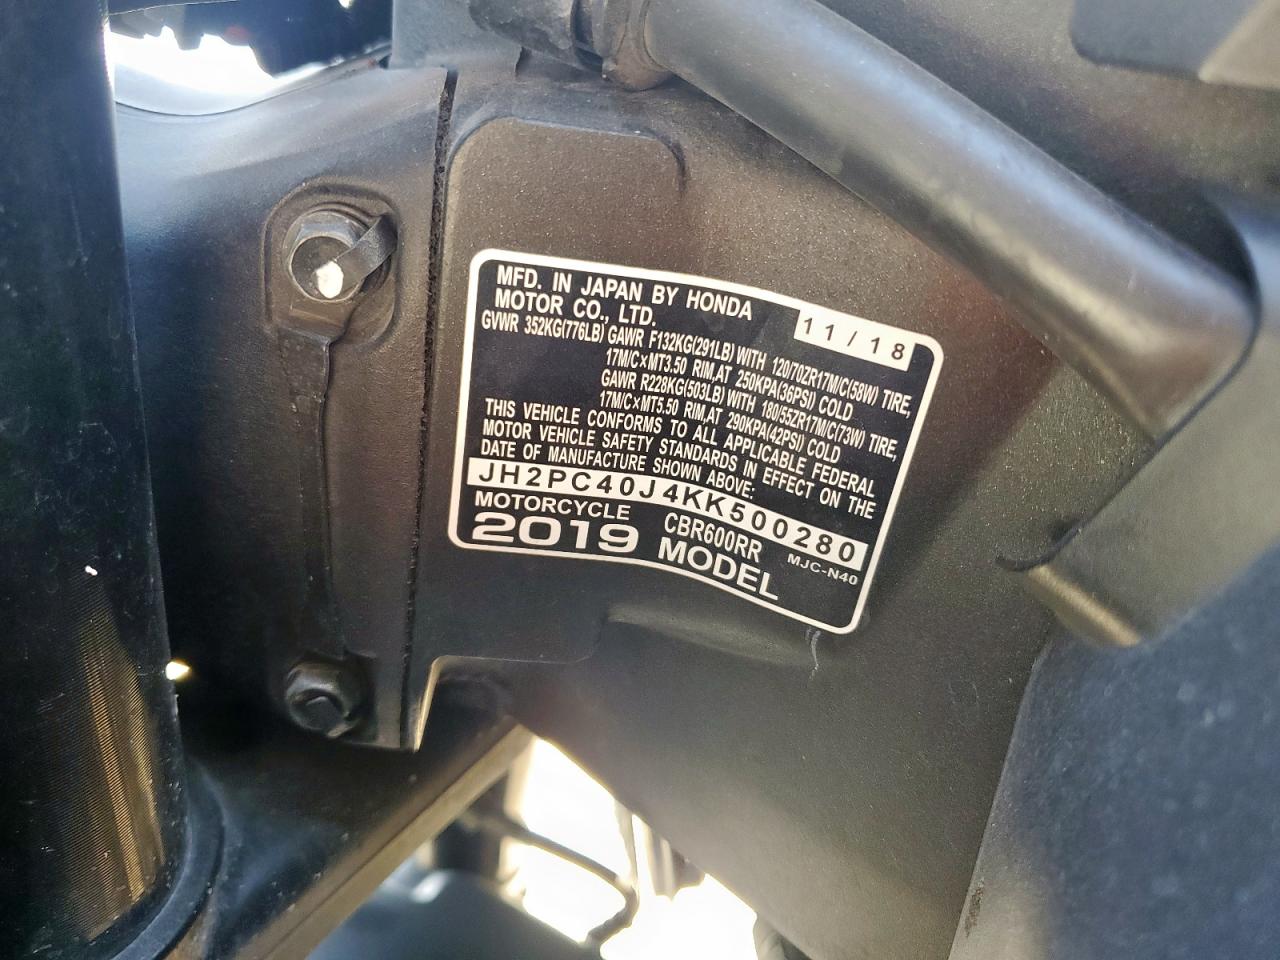 MFD. IN JAPAN BY HONDA
MOTOR CO., LTD.
11/18
GVWR 352KG(776LB) GAWR F132KG(291LB) WITH 120/70ZR17M/C(58W) TIRE,
17M/C×MT3.50 RIM,AT 250KPA(36PSI) COLD
GAWR R228KG(503LB) WITH 180/55ZR17M/C(73W) TIRE,
17M/C×MT5.50 RIM,AT 290KPA(42PSI) COLD
THIS VEHICLE CONFORMS TO ALL APPLICABLE FEDERAL
MOTOR VEHICLE SAFETY STANDARDS IN EFFECT ON THE
DATE OF MANUFACTURE SHOWN ABOVE:
JH2PC40J4KK500280
MOTORCYCLE CBR600RR MJC-N40
2019 MODEL